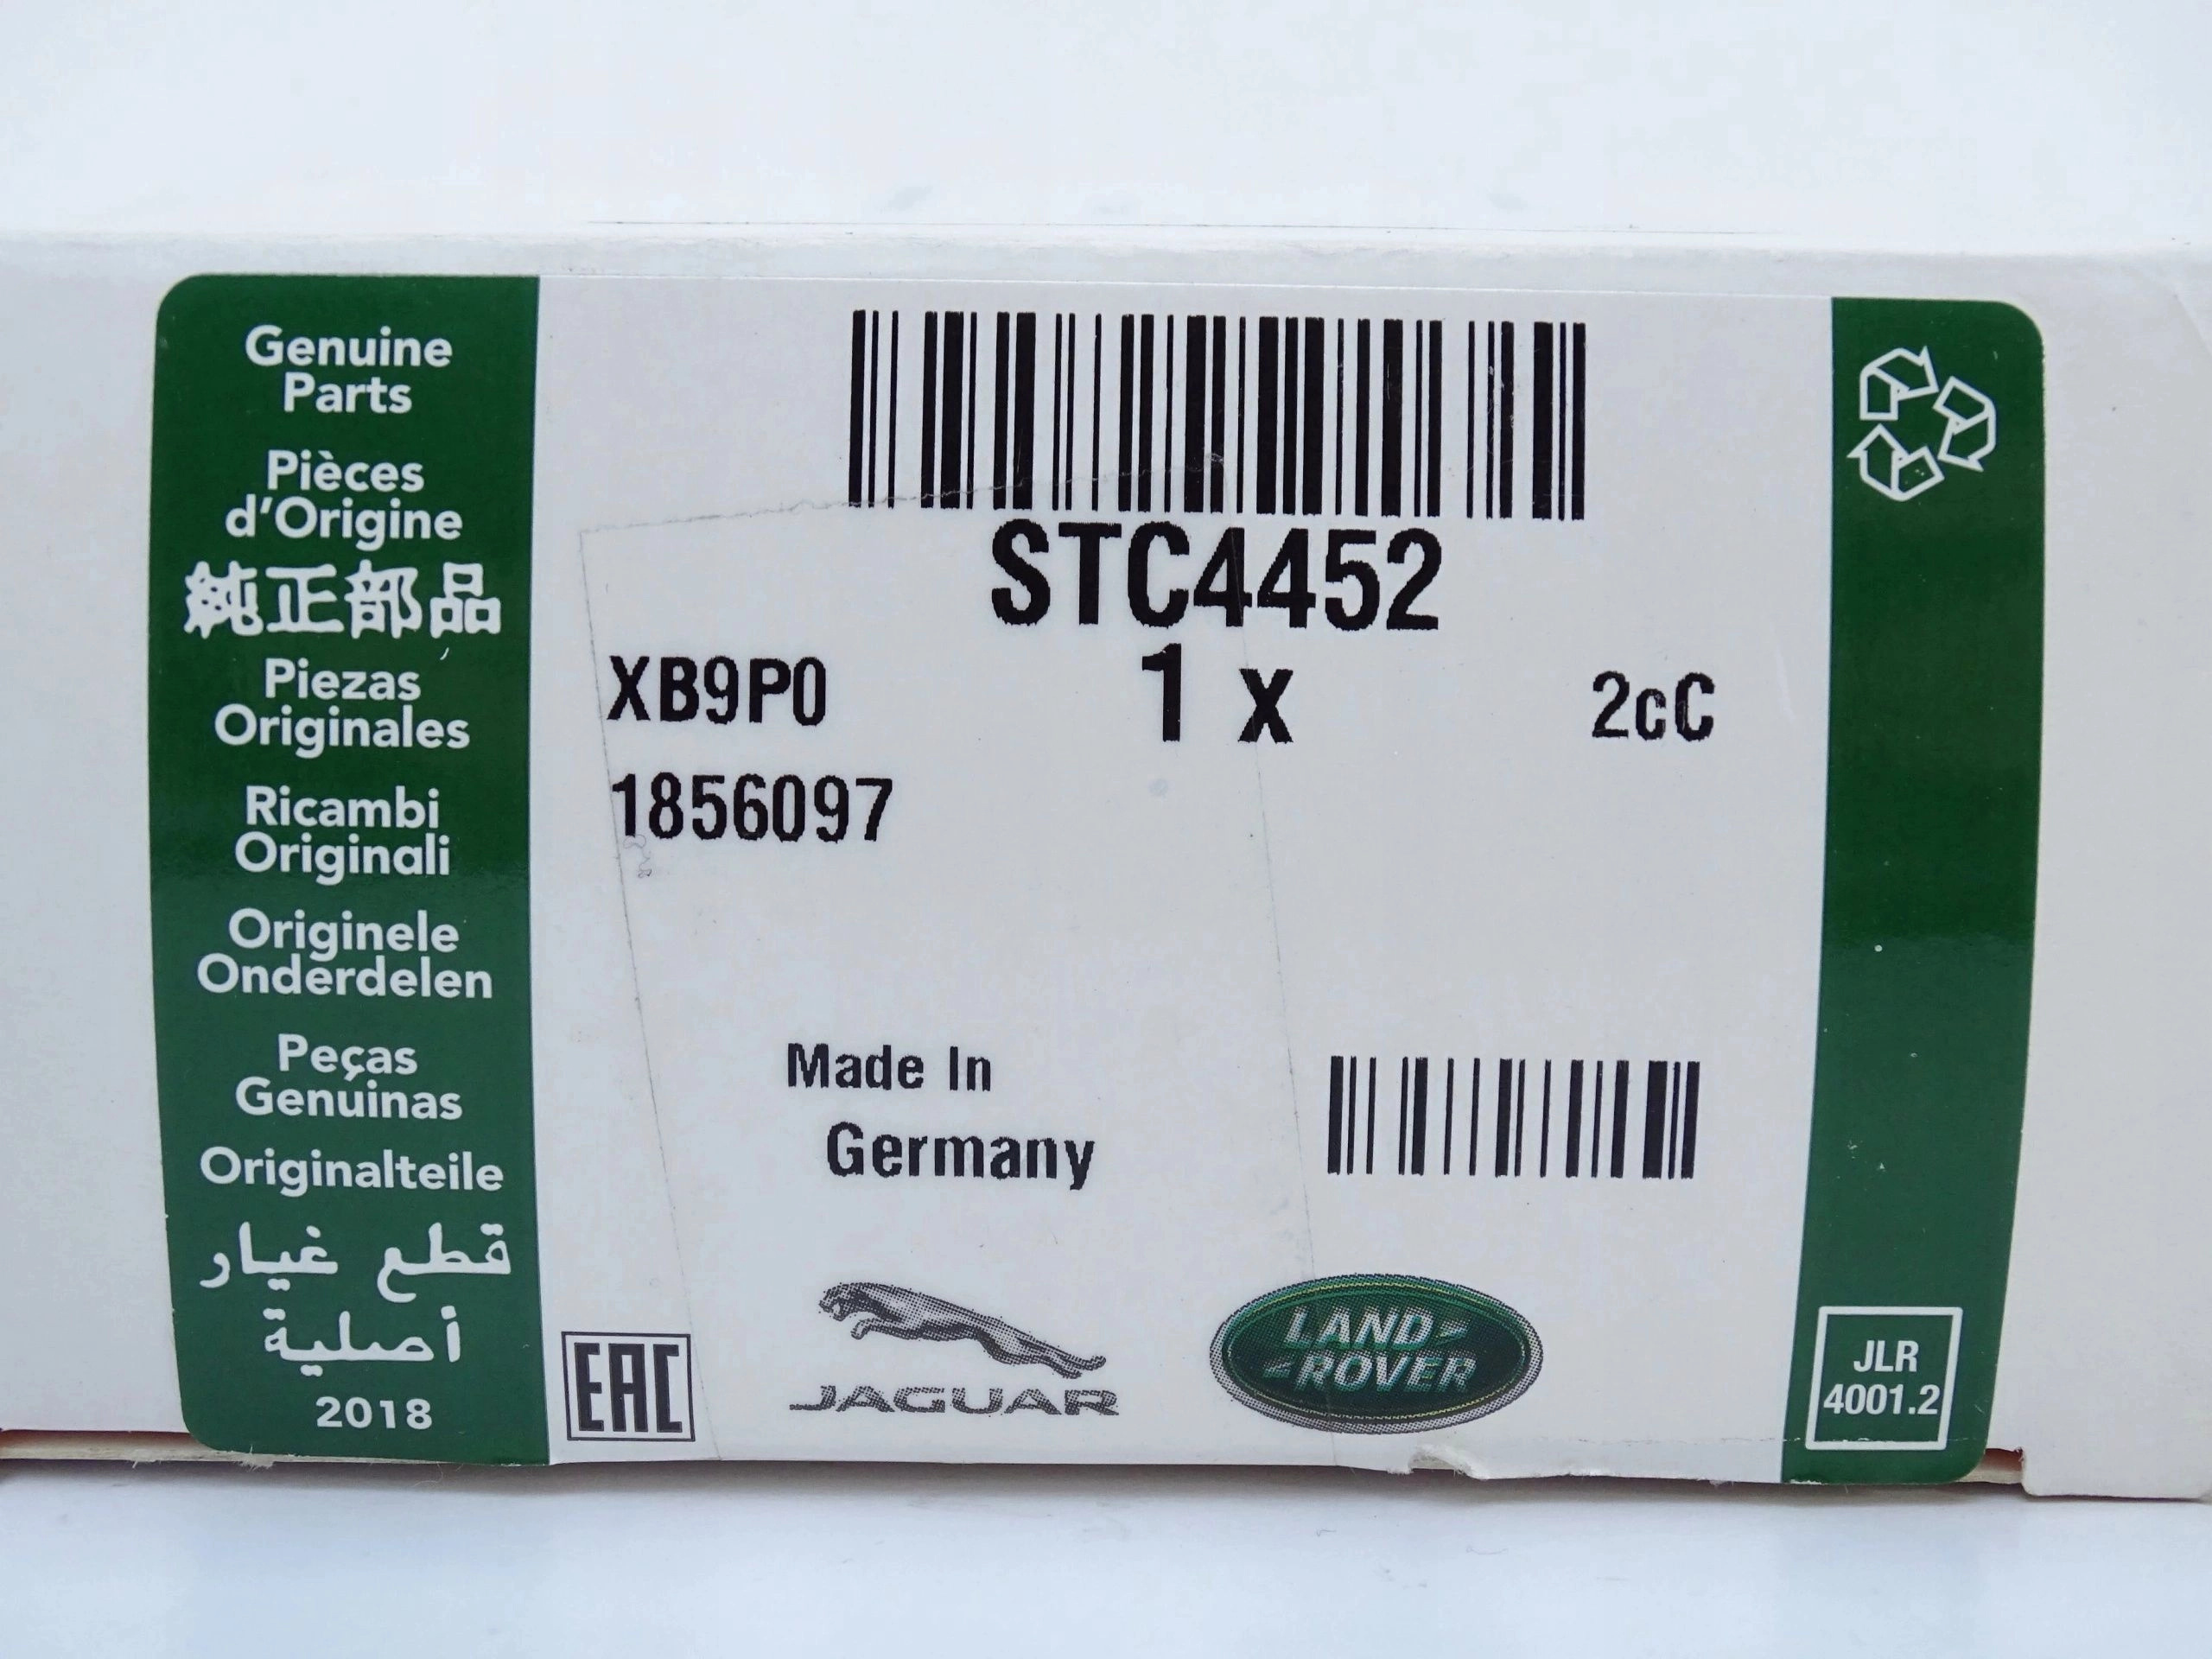 Genuine
Parts
Pièces
d'Origine
純正部品
Piezas
Originales
Ricambi
Originali
Originele
Onderdelen
Peças
Genuinas
Originalteile
قطع غيار
أصلية
2018
STC4452
XB9P0
1 x
2cC
1856097
Made In
Germany
EAC
JAGUAR
LAND
ROVER
JLR
4001.2